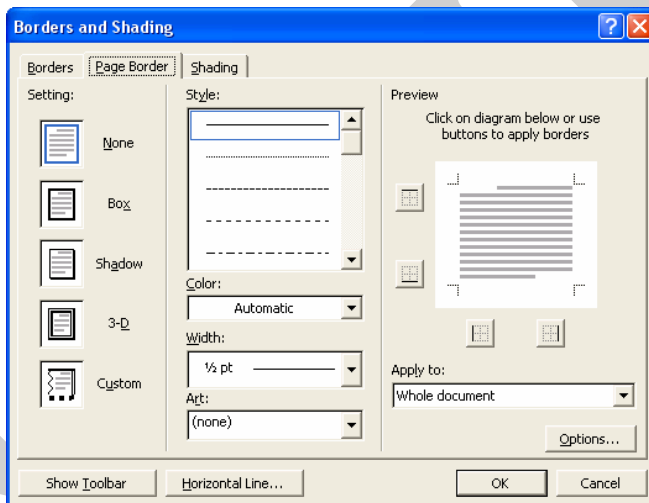 Borders and Shading
Borders
Page Border
Shading
Setting:
None
Box
Shadow
3-D
Custom
Style:
Color:
Automatic
Width:
½ pt
Art:
(none)
Preview
Click on diagram below or use
buttons to apply borders
Apply to:
Whole document
Options...
Show Toolbar
Horizontal Line...
OK
Cancel